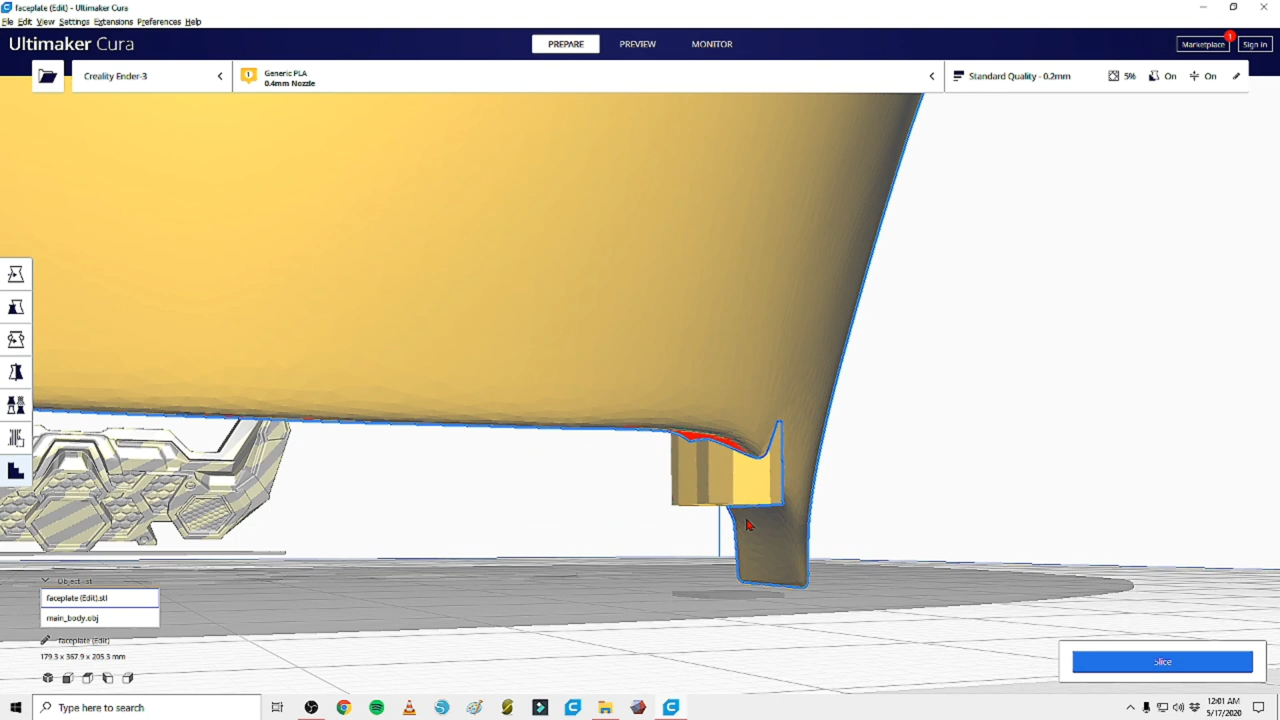 faceplate (Edit) - Ultimaker Cura
File Edit View Settings Extensions Preferences Help
Ultimaker Cura
PREPARE
PREVIEW
MONITOR
Marketplace
1
Sign in
Creality Ender-3
1
Generic PLA
0.4mm Nozzle
Standard Quality - 0.2mm
5%
On
On
faceplate (Edit).stl
main_body.obj
faceplate (Edit)
179.3 x 367.9 x 205.3 mm
Slice
Type here to search
12:01 AM
5/17/2020